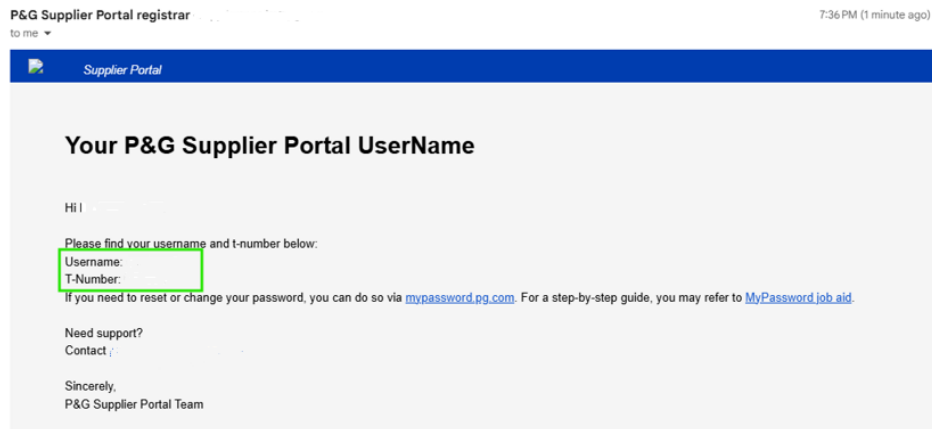 P&G Supplier Portal registrar
7:36 PM (1 minute ago)
to me
Supplier Portal
Your P&G Supplier Portal UserName
Hi
Please find your username and t-number below:
Username:
T-Number:
If you need to reset or change your password, you can do so via mypassword.pg.com. For a step-by-step guide, you may refer to MyPassword job aid.
Need support?
Contact
Sincerely,
P&G Supplier Portal Team